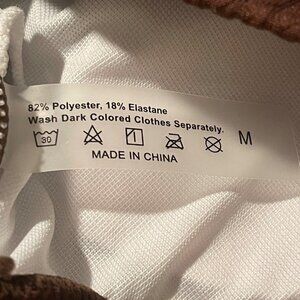 82% Polyester, 18% Elastane
Wash Dark Colored Clothes Separately.
30 M
MADE IN CHINA